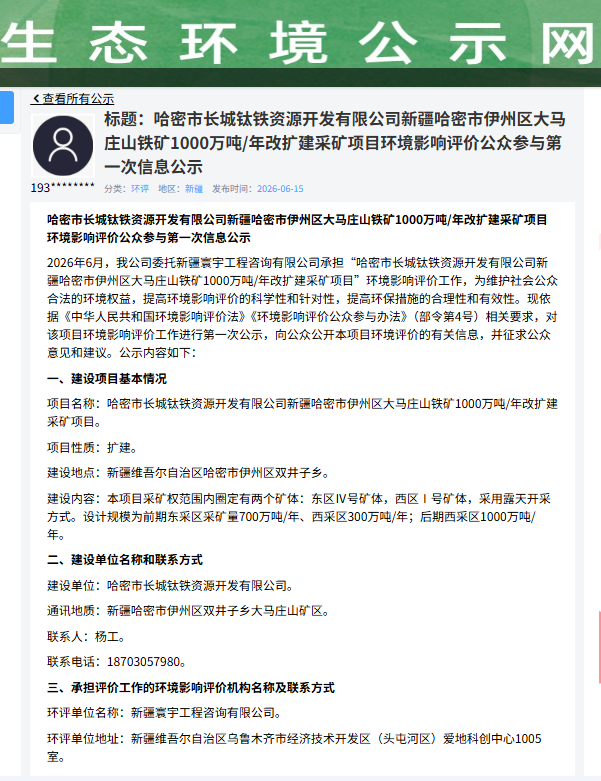 生态环境公示网
查看所有公示
标题：哈密市长城钛铁资源开发有限公司新疆哈密市伊州区大马
庄山铁矿1000万吨/年改扩建采矿项目环境影响评价公众参与第
一次信息公示
193********
分类：环评 地区：新疆 发布时间：2026-06-15
哈密市长城钛铁资源开发有限公司新疆哈密市伊州区大马庄山铁矿1000万吨/年改扩建采矿项目
环境影响评价公众参与第一次信息公示
2026年6月，我公司委托新疆寰宇工程咨询有限公司承担“哈密市长城钛铁资源开发有限公司新
疆哈密市伊州区大马庄山铁矿1000万吨/年改扩建采矿项目”环境影响评价工作，为维护社会公众
合法的环境权益，提高环境影响评价的科学性和针对性，提高环保措施的合理性和有效性。现依
据《中华人民共和国环境影响评价法》《环境影响评价公众参与办法》（部令第4号）相关要求，对
该项目环境影响评价工作进行第一次公示，向公众公开本项目环境评价的有关信息，并征求公众
意见和建议。公示内容如下：
一、建设项目基本情况
项目名称：哈密市长城钛铁资源开发有限公司新疆哈密市伊州区大马庄山铁矿1000万吨/年改扩建
采矿项目。
项目性质：扩建。
建设地点：新疆维吾尔自治区哈密市伊州区双井子乡。
建设内容：本项目采矿权范围内圈定有两个矿体：东区Ⅳ号矿体，西区Ⅰ号矿体，采用露天开采
方式。设计规模为前期东采区采矿量700万吨/年、西采区300万吨/年；后期西采区1000万吨/
年。
二、建设单位名称和联系方式
建设单位：哈密市长城钛铁资源开发有限公司。
通讯地质：新疆哈密市伊州区双井子乡大马庄山矿区。
联系人：杨工。
联系电话：18703057980。
三、承担评价工作的环境影响评价机构名称及联系方式
环评单位名称：新疆寰宇工程咨询有限公司。
环评单位地址：新疆维吾尔自治区乌鲁木齐市经济技术开发区（头屯河区）爱地科创中心1005
室。